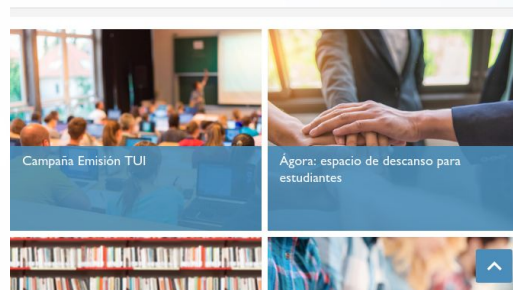 Campaña Emisión TUI
Ágora: espacio de descanso para
estudiantes